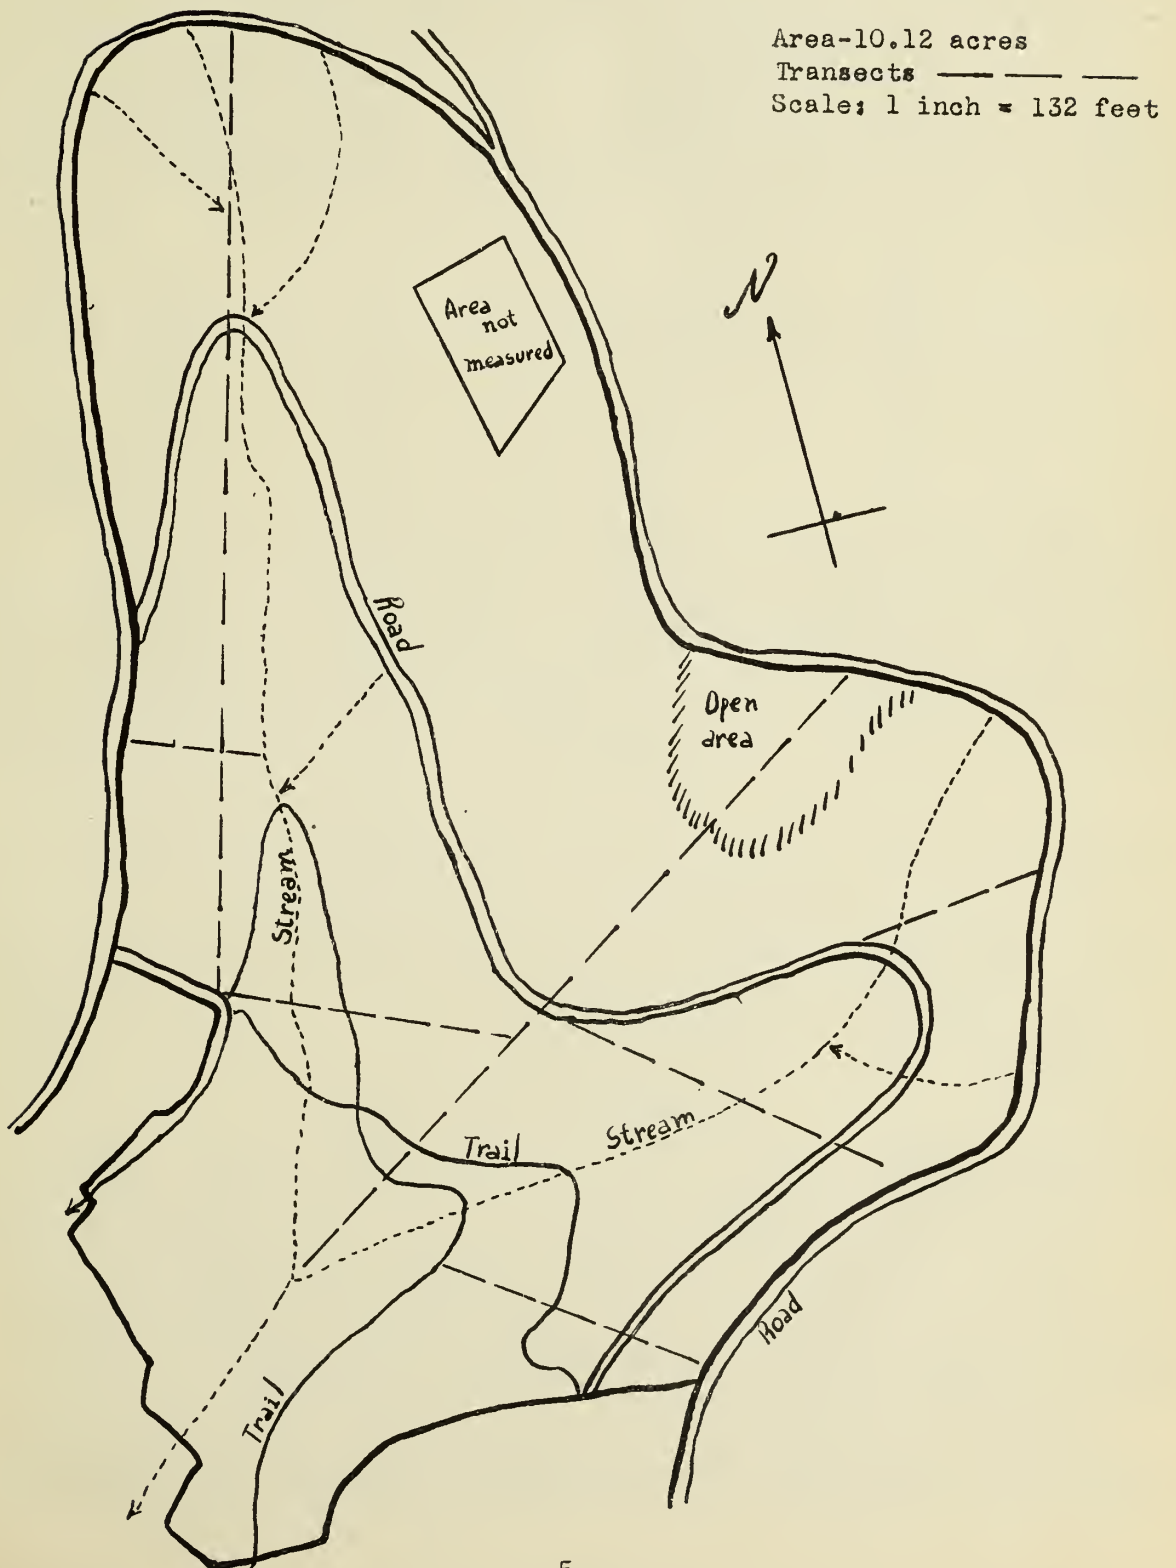 Area-10.12 acres
Transects
Scale: 1 inch = 132 feet
N
Area
not
measured
Road
Open
area
Stream
Trail
Stream
Road
Trail
5